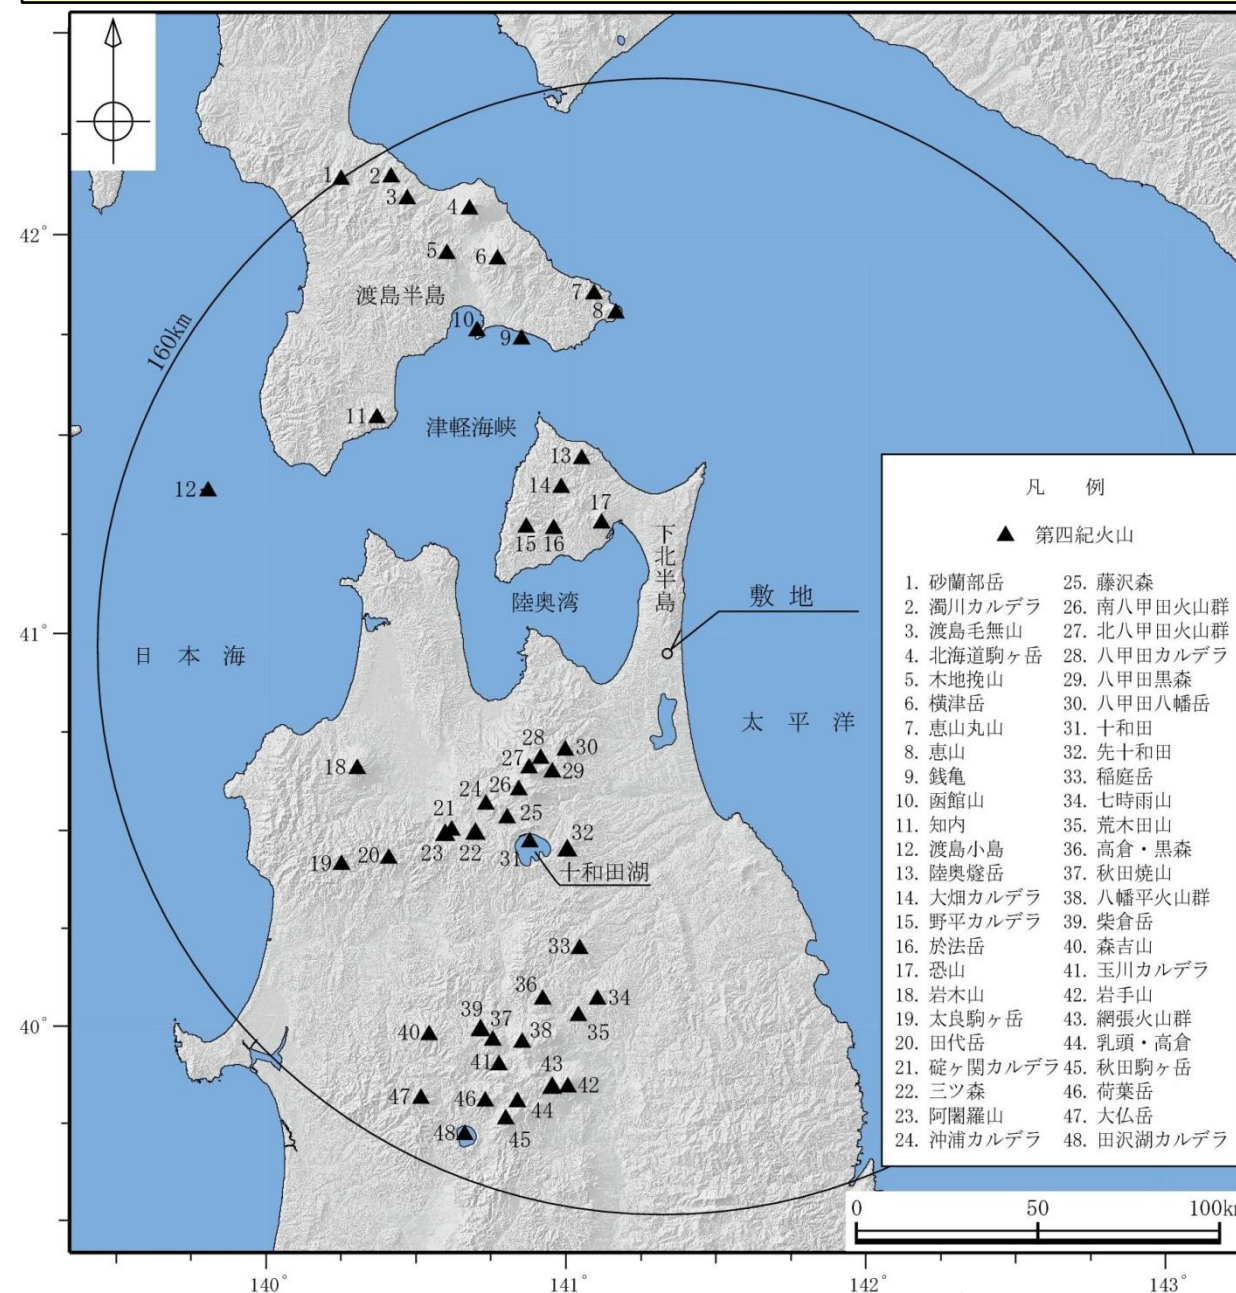 1
2
3
4
42°
5
6
渡島半島
7
8
10
9
160km
11
津軽海峡
12
13
14
17
15
16
下北半島
陸奥湾
敷 地
41°
日 本 海
太 平 洋
28
30
27
29
18
26
24
25
21
32
23
22
31
20
19
十和田湖
33
36
34
39
37
38
35
40
40°
41
43
42
47
46
44
48
45
凡 例
▲ 第四紀火山
1. 砂蘭部岳
2. 濁川カルデラ
3. 渡島毛無山
4. 北海道駒ヶ岳
5. 木地挽山
6. 横津岳
7. 恵山丸山
8. 恵山
9. 銭亀
10. 函館山
11. 知内
12. 渡島小島
13. 陸奥燧岳
14. 大畑カルデラ
15. 野平カルデラ
16. 於法岳
17. 恐山
18. 岩木山
19. 太良駒ヶ岳
20. 田代岳
21. 碇ヶ関カルデラ
22. 三ツ森
23. 阿闍羅山
24. 沖浦カルデラ
25. 藤沢森
26. 南八甲田火山群
27. 北八甲田火山群
28. 八甲田カルデラ
29. 八甲田黒森
30. 八甲田八幡岳
31. 十和田
32. 先十和田
33. 稲庭岳
34. 七時雨山
35. 荒木田山
36. 高倉・黒森
37. 秋田焼山
38. 八幡平火山群
39. 柴倉岳
40. 森吉山
41. 玉川カルデラ
42. 岩手山
43. 網張火山群
44. 乳頭・高倉
45. 秋田駒ヶ岳
46. 荷葉岳
47. 大仏岳
48. 田沢湖カルデラ
0 50 100km
140° 141° 142° 143°